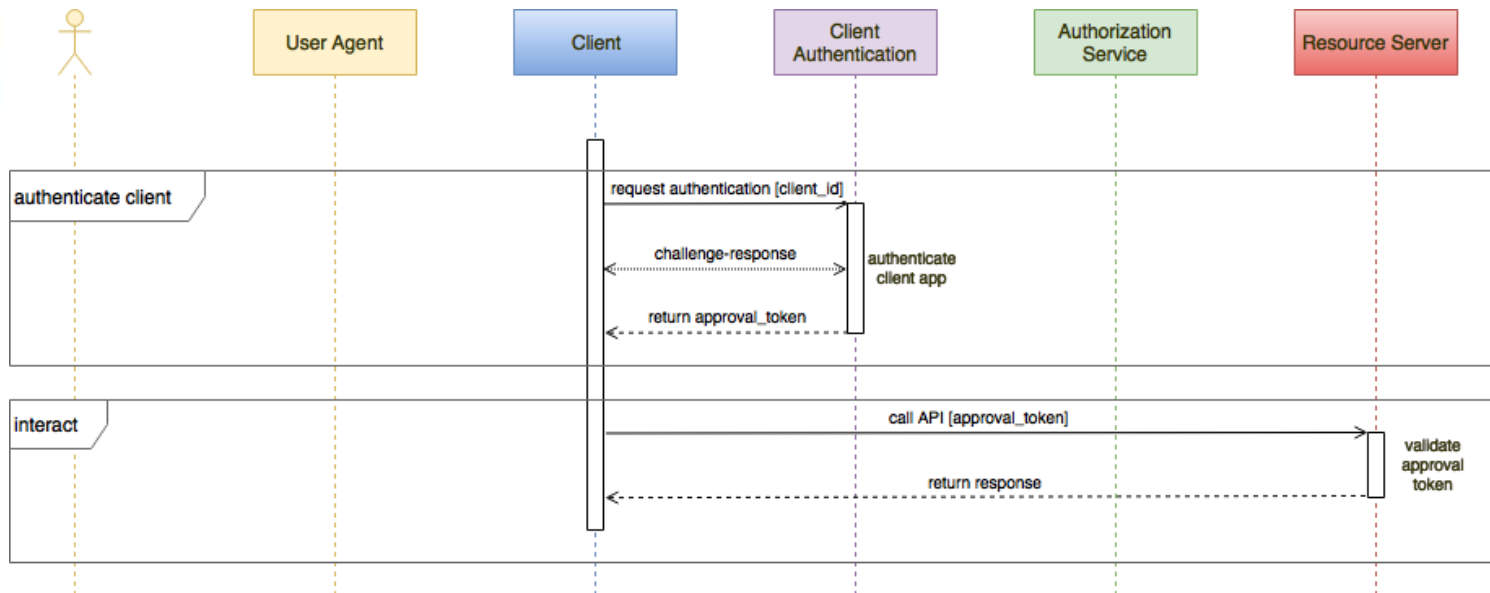 User Agent
Client
Client
Authentication
Authorization
Service
Resource Server
authenticate client
request authentication [client_id]
challenge-response
authenticate
client app
return approval_token
interact
call API [approval_token]
validate
approval
token
return response